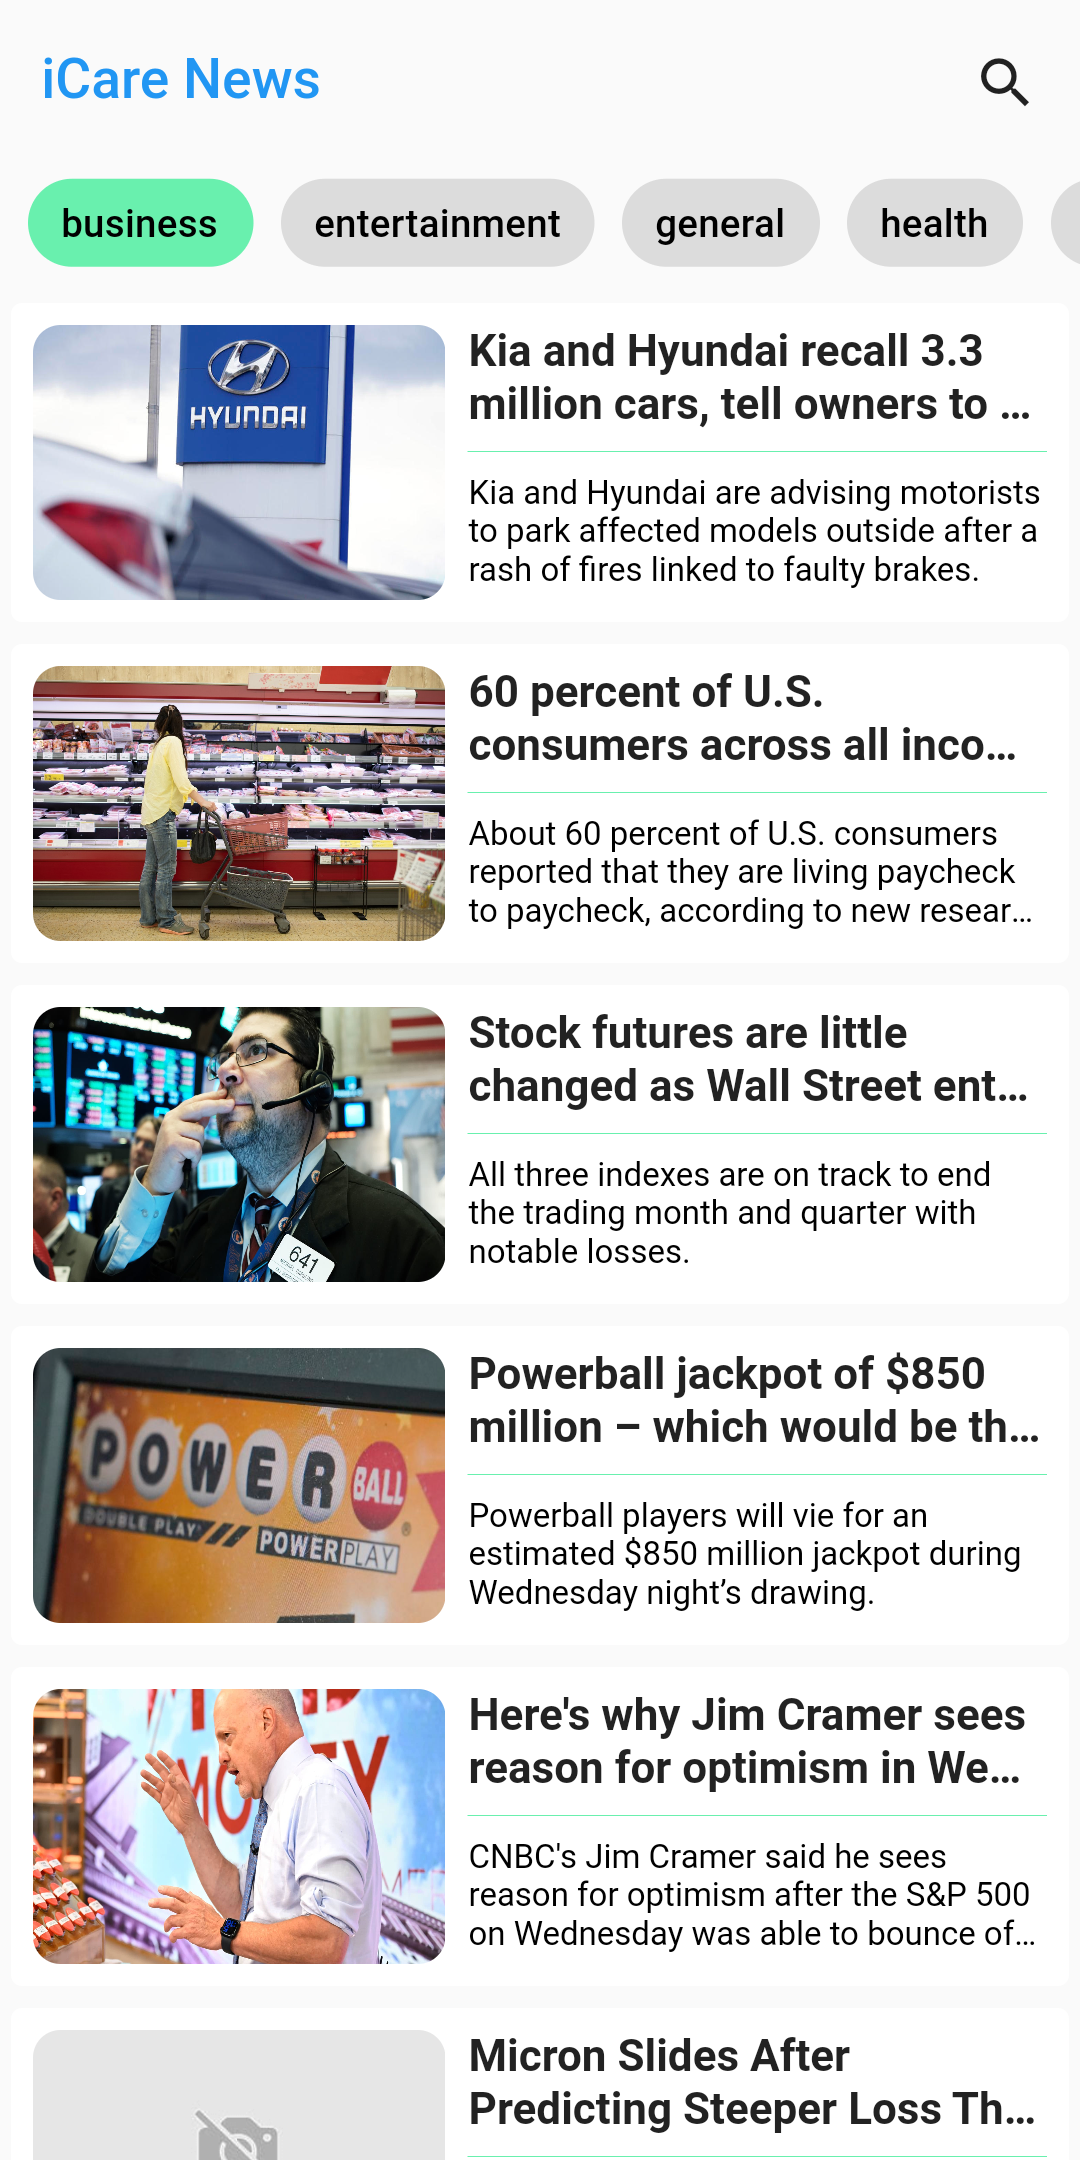 iCare News
business
entertainment
general
health
HYUNDAI
Kia and Hyundai recall 3.3
million cars, tell owners to ...
Kia and Hyundai are advising motorists
to park affected models outside after a
rash of fires linked to faulty brakes.
60 percent of U.S.
consumers across all inco...
About 60 percent of U.S. consumers
reported that they are living paycheck
to paycheck, according to new resear...
641
Stock futures are little
changed as Wall Street ent...
All three indexes are on track to end
the trading month and quarter with
notable losses.
POWER BALL
DOUBLE PLAY
POWERPLAY
Powerball jackpot of $850
million – which would be th...
Powerball players will vie for an
estimated $850 million jackpot during
Wednesday night’s drawing.
Here's why Jim Cramer sees
reason for optimism in We...
CNBC's Jim Cramer said he sees
reason for optimism after the S&P 500
on Wednesday was able to bounce of...
Micron Slides After
Predicting Steeper Loss Th...